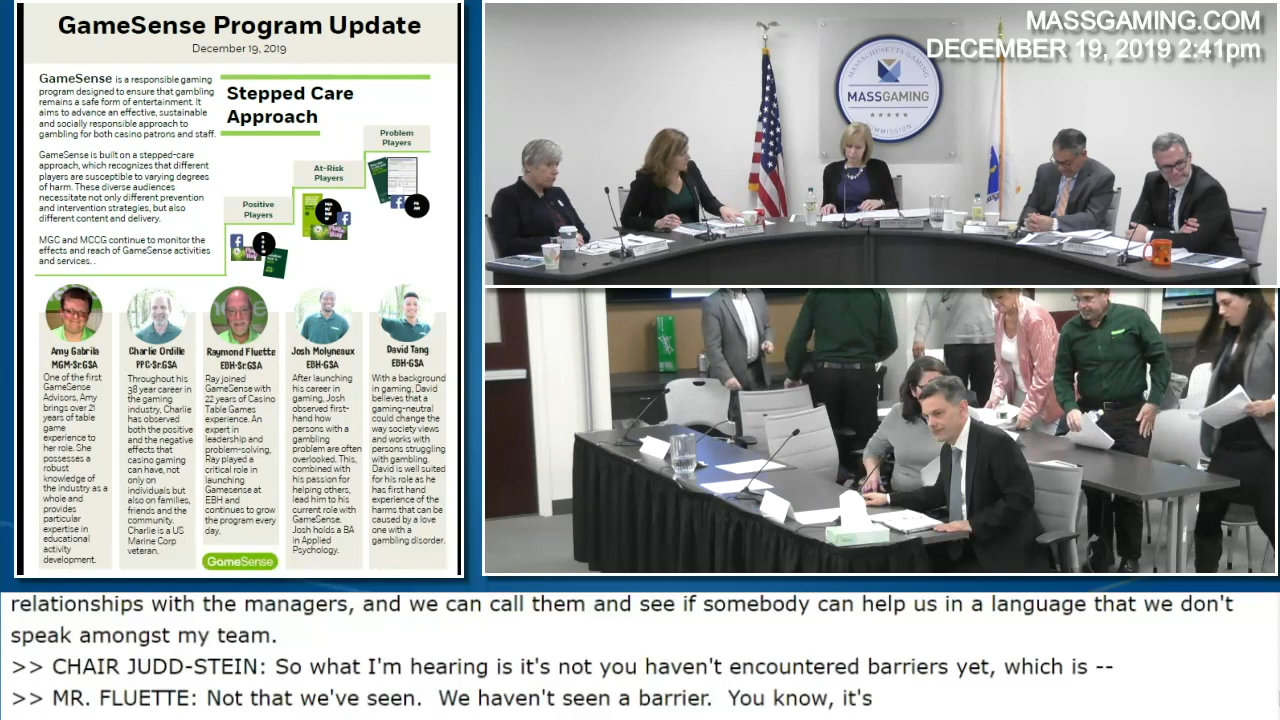 GameSense Program Update
December 19, 2019
GameSense is a responsible gaming
program designed to ensure that gambling
remains a safe form of entertainment. It
aims to advance an effective, sustainable
and socially responsible approach to
gambling for both casino patrons and staff.
GameSense is built on a stepped-care
approach, which recognizes that different
players are susceptible to varying degrees
of harm. These diverse audiences
necessitate not only different prevention
and intervention strategies, but also
different content and delivery.
MGC and MCCG continue to monitor the
effects and reach of GameSense activities
and services. .
Stepped Care
Approach
Problem
Players
At-Risk
Players
Positive
Players
Amy Gabrila
MGM-Sr.GSA
One of the first
GameSense
Advisors, Amy
brings over 21
years of table
game
experience to
her role. She
possesses a
robust
knowledge of
the industry as a
whole and
provides
particular
expertise in
educational
activity
development.
Charlie Ordille
PPC-Sr.GSA
Throughout his
38 year career in
the gaming
industry, Charlie
has observed
both the positive
and the negative
effects that
casino gaming
can have, not
only on
individuals but
also on families,
friends and the
community.
Charlie is a US
Marine Corp
veteran.
Raymond Fluette
EBH-Sr.GSA
Ray joined
GameSense with
22 years of Casino
Table Games
experience. An
expert in
leadership and
problem-solving,
Ray played a
critical role in
launching
Gamesense at
EBH and
continues to grow
the program every
day.
GameSense
Josh Molyneaux
EBH-GSA
After launching
his career in
gaming, Josh
observed first-
hand how
persons with a
gambling
problem are often
overlooked. This,
combined with
his passion for
helping others,
lead him to his
current role with
GameSense.
Josh holds a BA
in Applied
Psychology.
David Tang
EBH-GSA
With a background
in gaming, David
believes that a
gaming-neutral
could change the
way society views
and works with
persons struggling
with gambling.
David is well suited
for his role as he
has first hand
experience of the
harms that can be
caused by a love
one with a
gambling disorder.
MASSGAMING.COM
DECEMBER 19, 2019 2:41pm
MASSACHUSETTS GAMING
MASSGAMING
COMMISSION
relationships with the managers, and we can call them and see if somebody can help us in a language that we don't
speak amongst my team.
>> CHAIR JUDD-STEIN: So what I'm hearing is it's not you haven't encountered barriers yet, which is --
>> MR. FLUETTE: Not that we've seen.  We haven't seen a barrier.  You know, it's